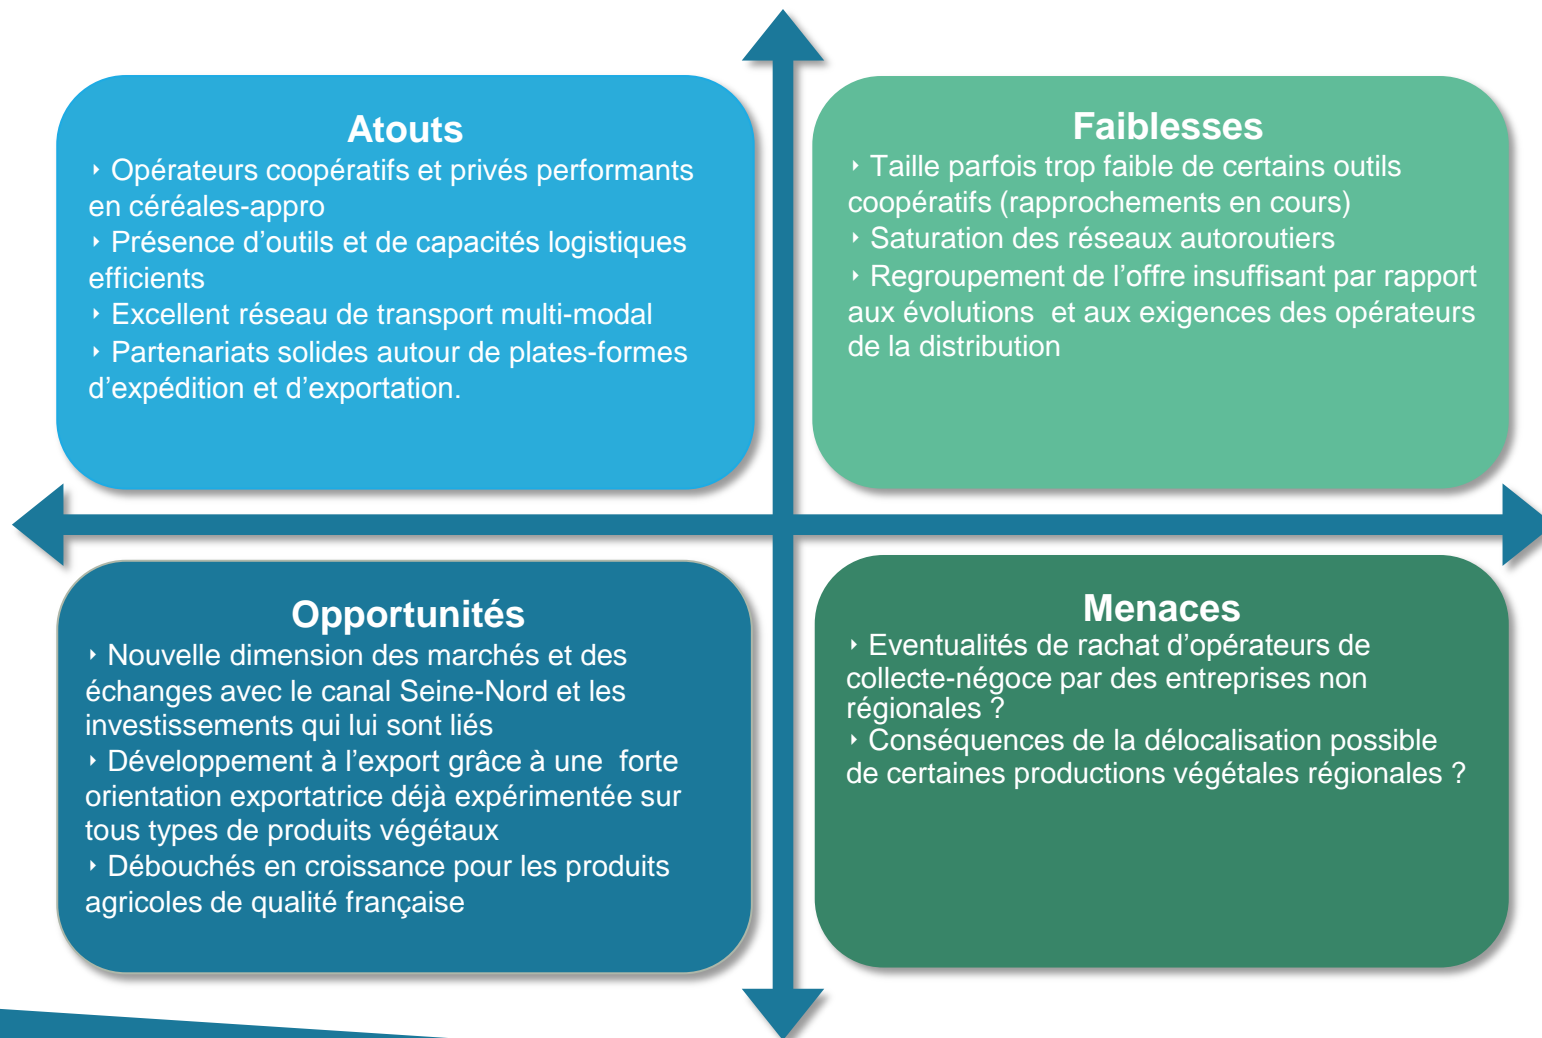 Atouts
‣ Opérateurs coopératifs et privés performants
en céréales-appro
‣ Présence d’outils et de capacités logistiques
efficients
‣ Excellent réseau de transport multi-modal
‣ Partenariats solides autour de plates-formes
d’expédition et d’exportation.
Faiblesses
‣ Taille parfois trop faible de certains outils
coopératifs (rapprochements en cours)
‣ Saturation des réseaux autoroutiers
‣ Regroupement de l’offre insuffisant par rapport
aux évolutions  et aux exigences des opérateurs
de la distribution
Opportunités
‣ Nouvelle dimension des marchés et des
échanges avec le canal Seine-Nord et les
investissements qui lui sont liés
‣ Développement à l’export grâce à une  forte
orientation exportatrice déjà expérimentée sur
tous types de produits végétaux
‣ Débouchés en croissance pour les produits
agricoles de qualité française
Menaces
‣ Eventualités de rachat d’opérateurs de
collecte-négoce par des entreprises non
régionales ?
‣ Conséquences de la délocalisation possible
de certaines productions végétales régionales ?